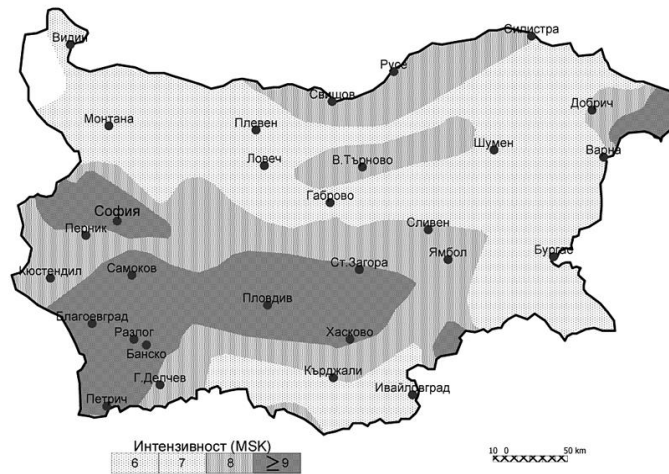 Силистра
Видин
Русе
Свищов
Добрич
Монтана
Плевен
Шумен
Варна
Ловеч
В.Търново
Габрово
София
Перник
Сливен
Бургас
Ямбол
Кюстендил
Самоков
Ст.Загора
Пловдив
Благоевград
Разлог
Хасково
Банско
Кърджали
Г.Делчев
Ивайловград
Петрич
Интензивност (MSK)
6 7 8 ≥9
10 0 50 км